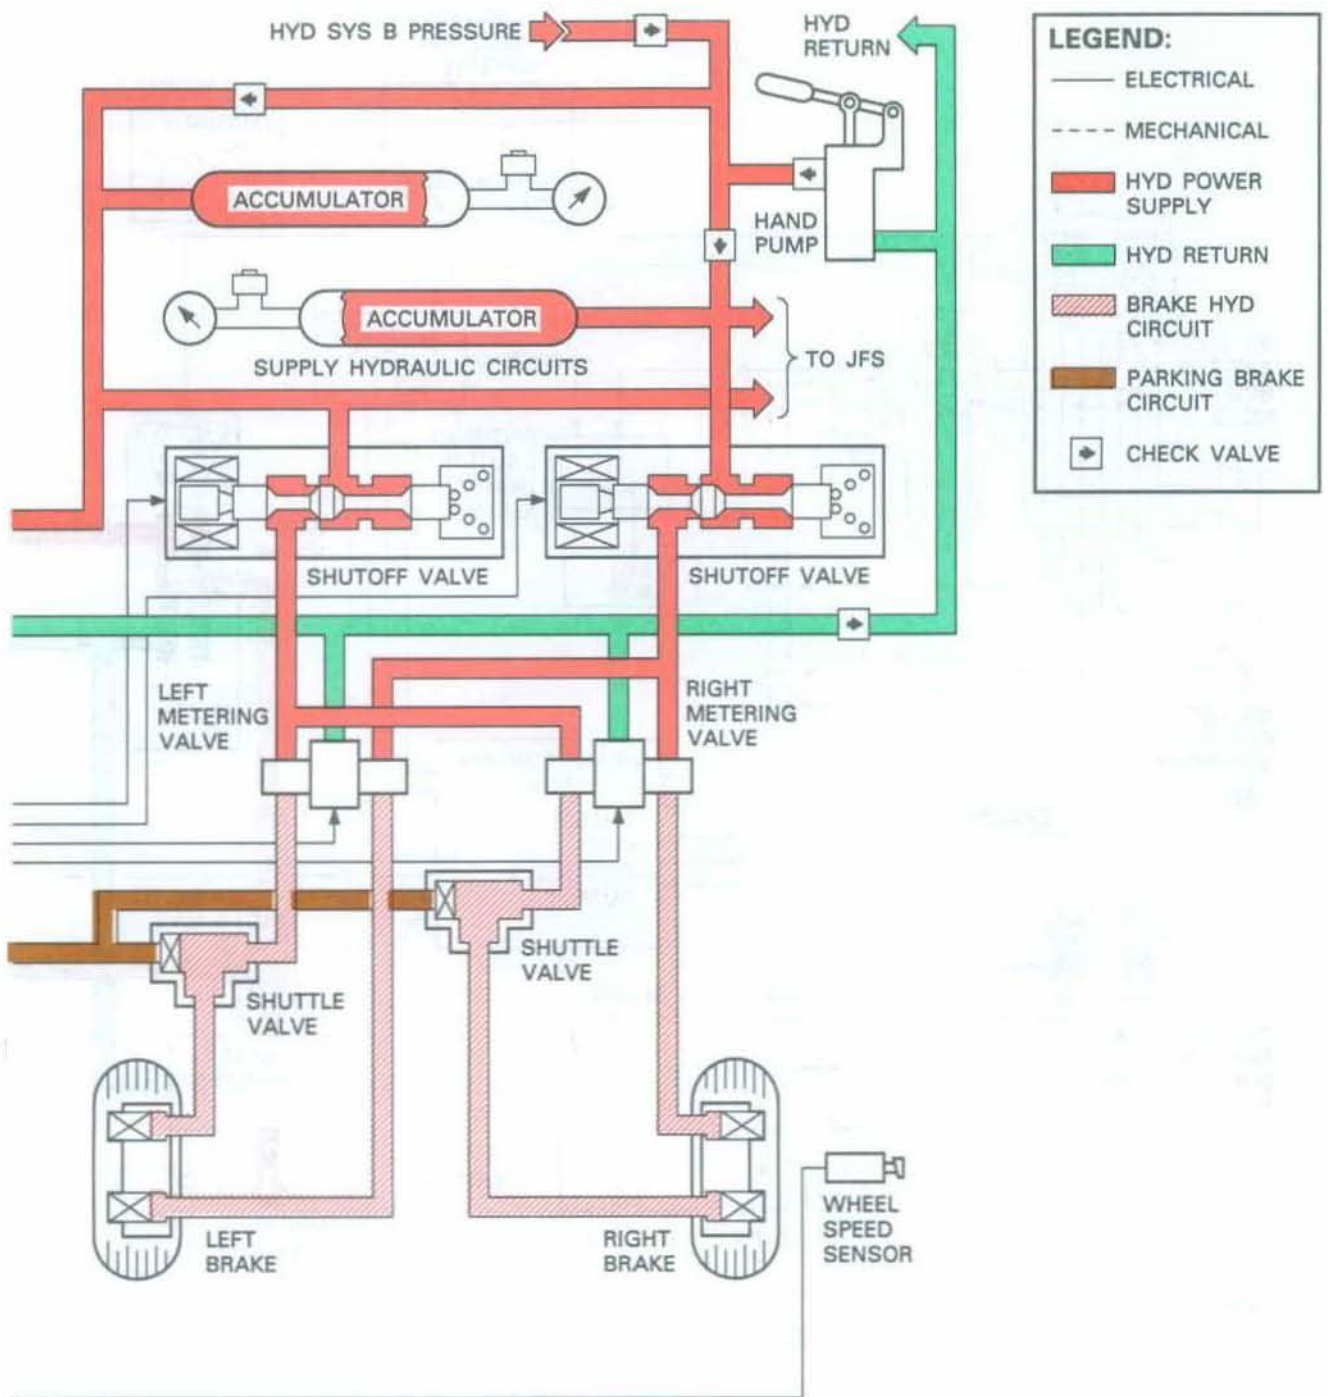 HYD SYS B PRESSURE
HYD
RETURN
LEGEND:
ELECTRICAL
MECHANICAL
HYD POWER
SUPPLY
HYD RETURN
BRAKE HYD
CIRCUIT
PARKING BRAKE
CIRCUIT
CHECK VALVE
ACCUMULATOR
HAND
PUMP
ACCUMULATOR
SUPPLY HYDRAULIC CIRCUITS
TO JFS
SHUTOFF VALVE
SHUTOFF VALVE
LEFT
METERING
VALVE
RIGHT
METERING
VALVE
SHUTTLE
VALVE
SHUTTLE
VALVE
LEFT
BRAKE
RIGHT
BRAKE
WHEEL
SPEED
SENSOR